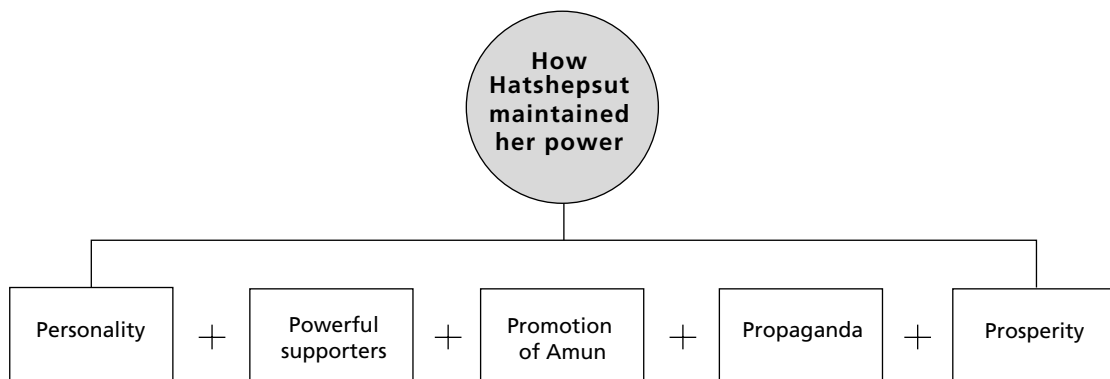 How
Hatshepsut
maintained
her power
Personality
+
Powerful
supporters
+
Promotion
of Amun
+
Propaganda
+
Prosperity